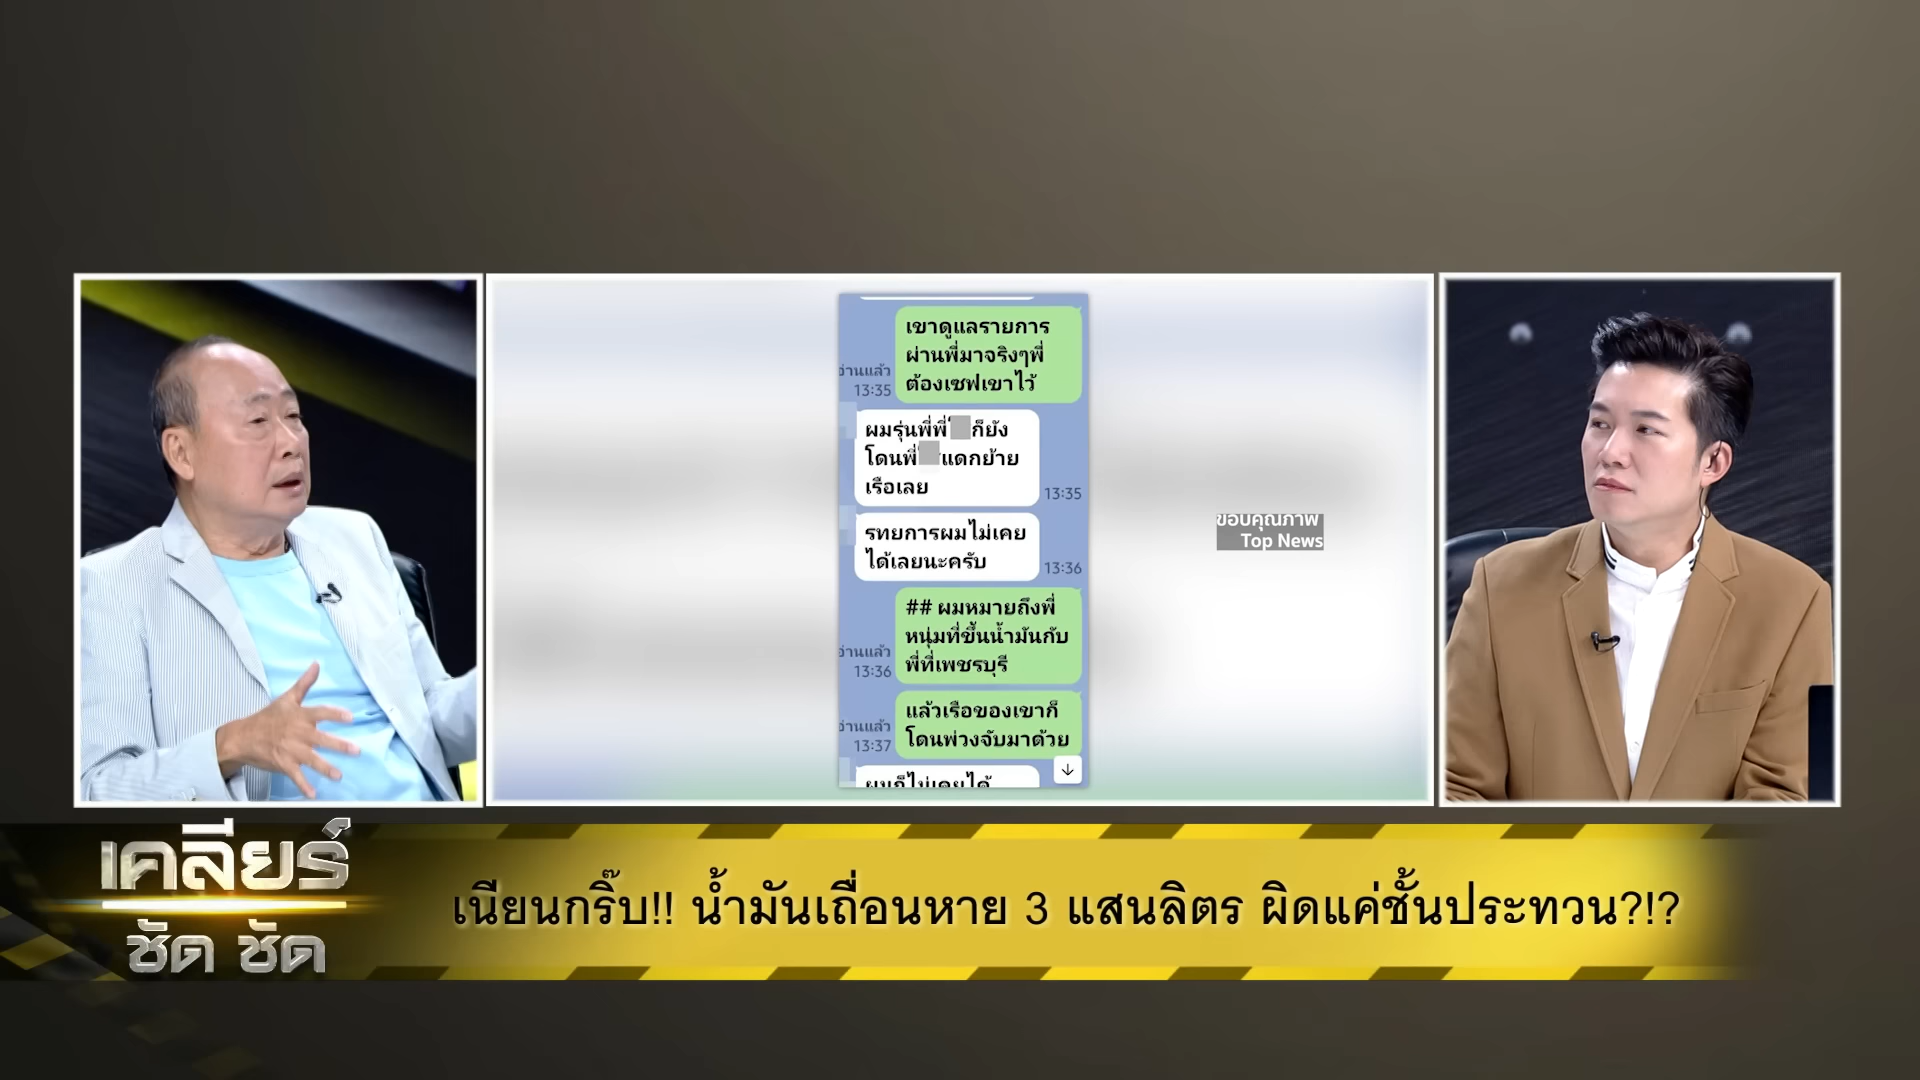 เขาดูแลรายการ
ผ่านพี่มาจริงๆพี่
ต้องเซฟเขาไว้
อ่านแล้ว
13:35
ผมรุ่นพี่พี่ ก็ยัง
โดนพี่ แดกย้าย
เรือเลย
13:35
รทยการผมไม่เคย
ได้เลยนะครับ
13:36
## ผมหมายถึงพี่
หนุ่มที่ขึ้นน้ำมันกับ
พี่ที่เพชรบุรี
อ่านแล้ว
13:36
แล้วเรือของเขาก็
โดนพ่วงจับมาด้วย
อ่านแล้ว
13:37
ผมก็ไม่เคยได้
ขอบคุณภาพ
Top News
เคลียร์
ชัด ชัด
เนียนกริ๊บ!! น้ำมันเถื่อนหาย 3 แสนลิตร ผิดแค่ชั้นประทวน?!?